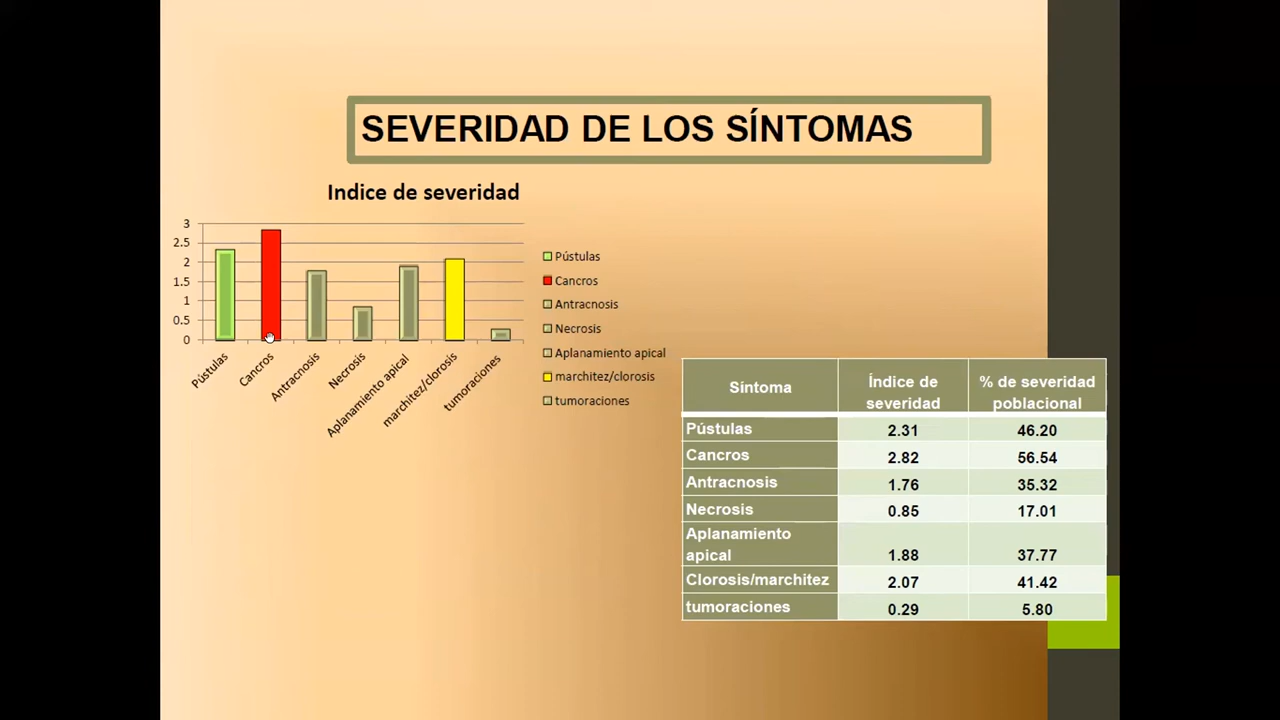 SEVERIDAD DE LOS SÍNTOMAS
Indice de severidad
3
2.5
2
1.5
1
0.5
0
Pústulas
Cancros
Antracnosis
Necrosis
Aplanamiento apical
marchitez/clorosis
tumoraciones
Pústulas
Cancros
Antracnosis
Necrosis
Aplanamiento apical
marchitez/clorosis
tumoraciones
Síntoma Índice de severidad % de severidad poblacional
Pústulas 2.31 46.20
Cancros 2.82 56.54
Antracnosis 1.76 35.32
Necrosis 0.85 17.01
Aplanamiento apical 1.88 37.77
Clorosis/marchitez 2.07 41.42
tumoraciones 0.29 5.80